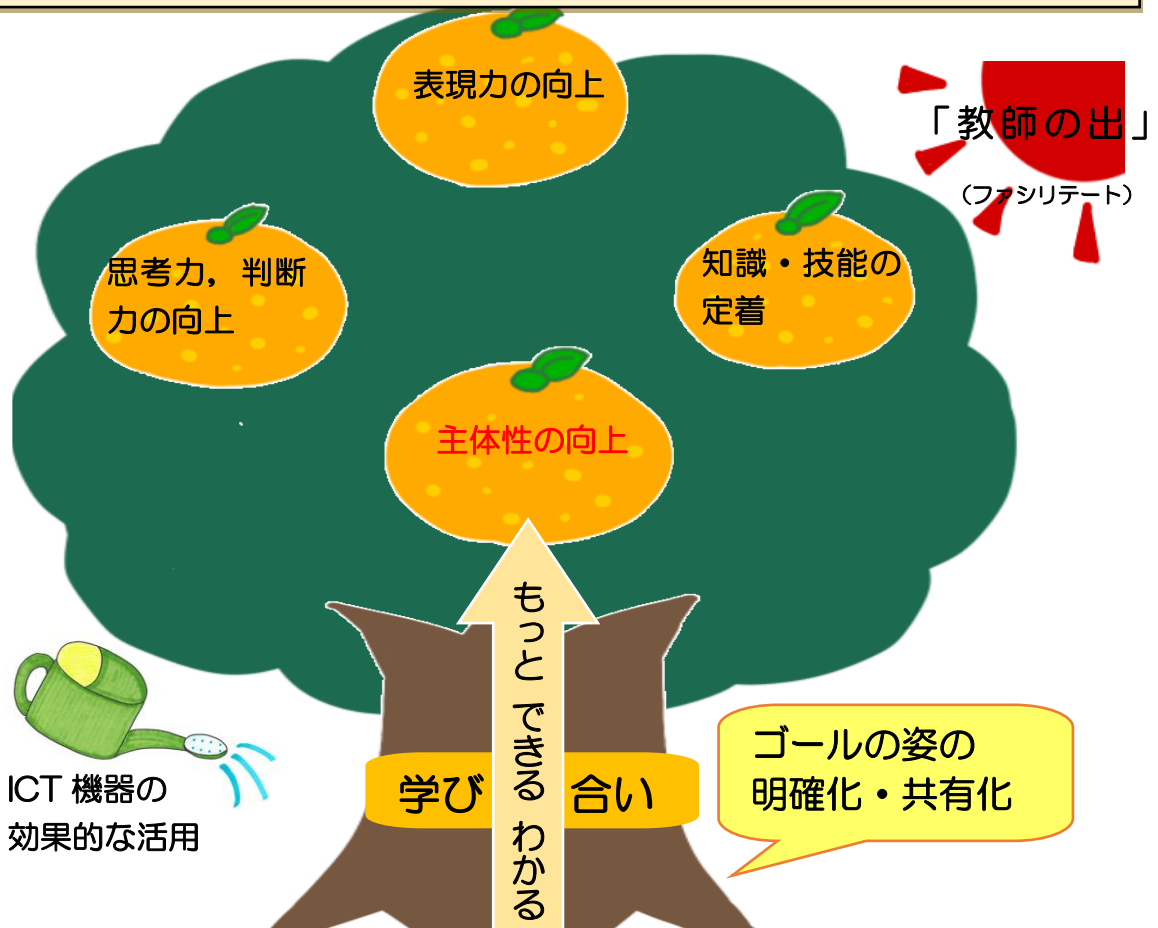 表現力の向上
「教師の出」
（ファシリテート）
思考力，判断
力の向上
知識・技能の
定着
主体性の向上
もっと できる わかる
学び 合い
ゴールの姿の
明確化・共有化
ICT 機器の
効果的な活用